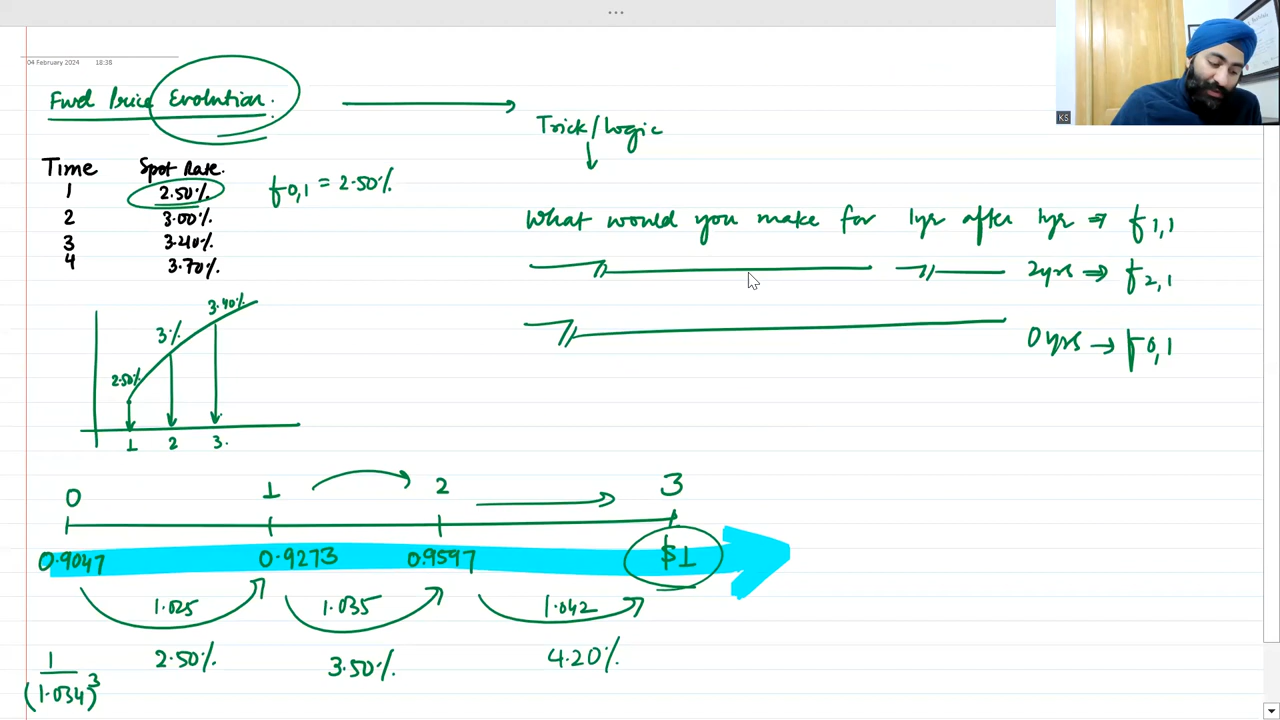 04 February 2024 18:38
Fwd Price Evolution.
Trick/Logic
Time Spot Rate.
1 2.50%
2 3.00%
3 3.40%
4 3.70%
f0,1 = 2.50%
What would you make for 1yr after 1yr ⇒ f1,1
2yrs ⇒ f2,1
0yrs → f0,1
2.50% 3% 3.40%
1 2 3.
0 1 2 3
0.9047 0.9273 0.9597 $1
1.025 1.035 1.042
2.50% 3.50% 4.20%
1
(1.034)3
KS